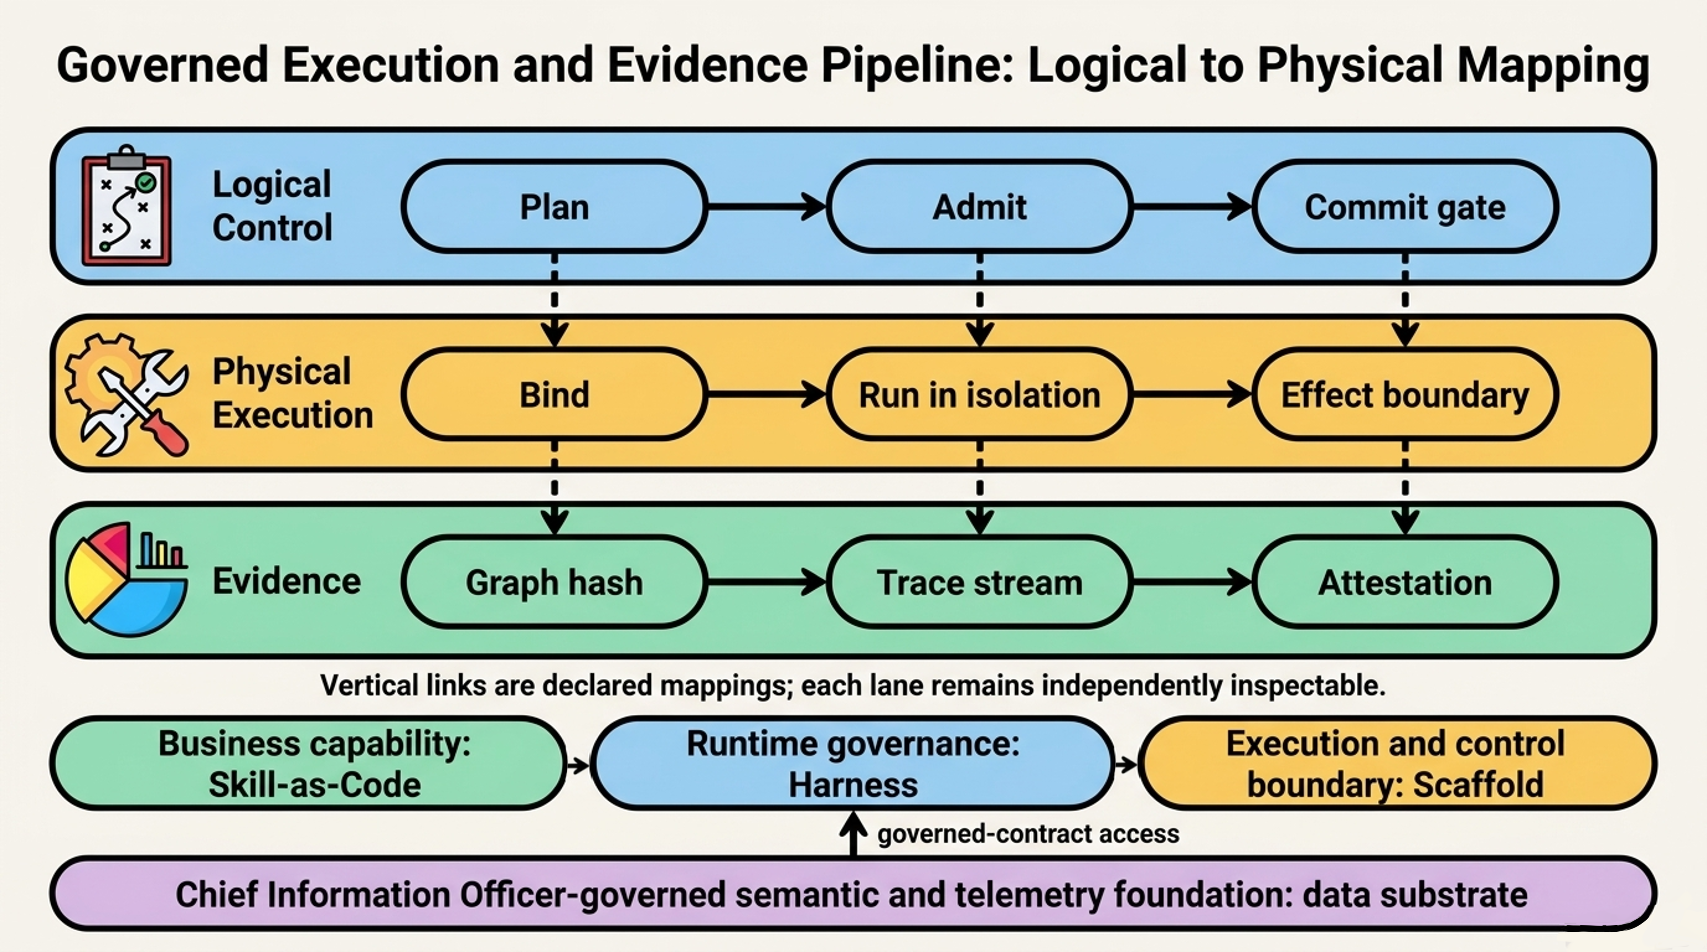 Governed Execution and Evidence Pipeline: Logical to Physical Mapping
Logical
Control
Plan
Admit
Commit gate
Physical
Execution
Bind
Run in isolation
Effect boundary
Evidence
Graph hash
Trace stream
Attestation
Vertical links are declared mappings; each lane remains independently inspectable.
Business capability:
Skill-as-Code
Runtime governance:
Harness
Execution and control
boundary: Scaffold
governed-contract access
Chief Information Officer-governed semantic and telemetry foundation: data substrate